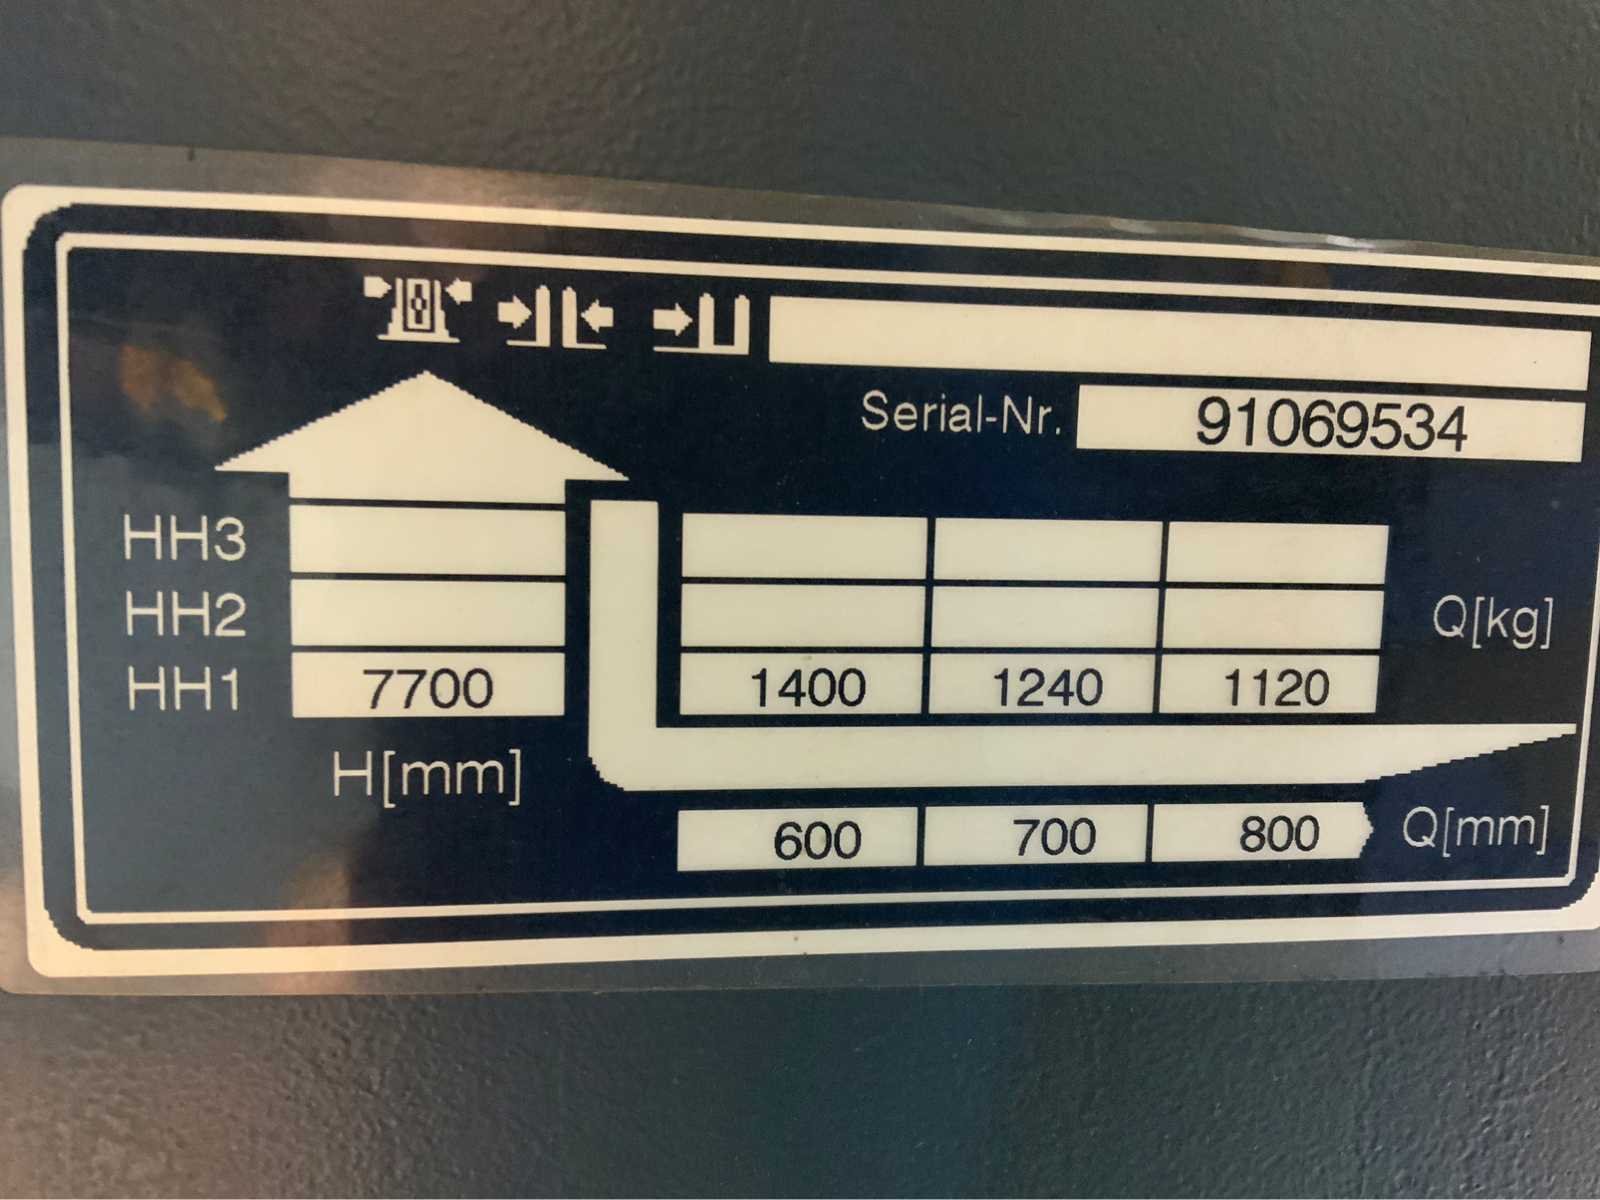 Serial-Nr. 91069534
HH3
HH2 Q[kg]
HH1 7700 1400 1240 1120
H[mm]
600 700 800 Q[mm]